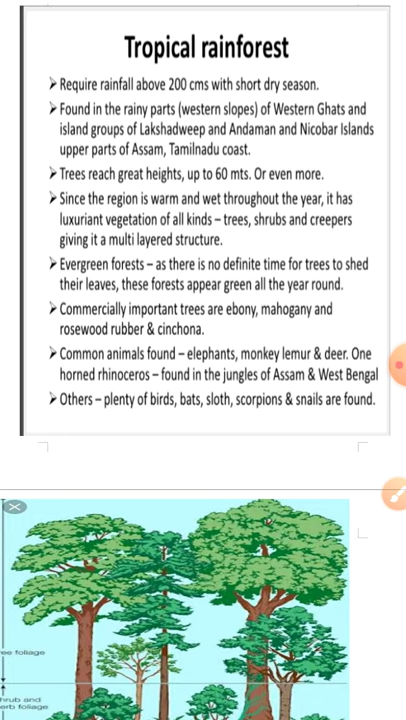 Tropical rainforest
➤ Require rainfall above 200 cms with short dry season.
➤ Found in the rainy parts (western slopes) of Western Ghats and
island groups of Lakshadweep and Andaman and Nicobar Islands
upper parts of Assam, Tamilnadu coast.
➤ Trees reach great heights, up to 60 mts. Or even more.
➤ Since the region is warm and wet throughout the year, it has
luxuriant vegetation of all kinds – trees, shrubs and creepers
giving it a multi layered structure.
➤ Evergreen forests – as there is no definite time for trees to shed
their leaves, these forests appear green all the year round.
➤ Commercially important trees are ebony, mahogany and
rosewood rubber & cinchona.
➤ Common animals found – elephants, monkey lemur & deer. One
horned rhinoceros – found in the jungles of Assam & West Bengal
➤ Others – plenty of birds, bats, sloth, scorpions & snails are found.
foliage
and
foliage